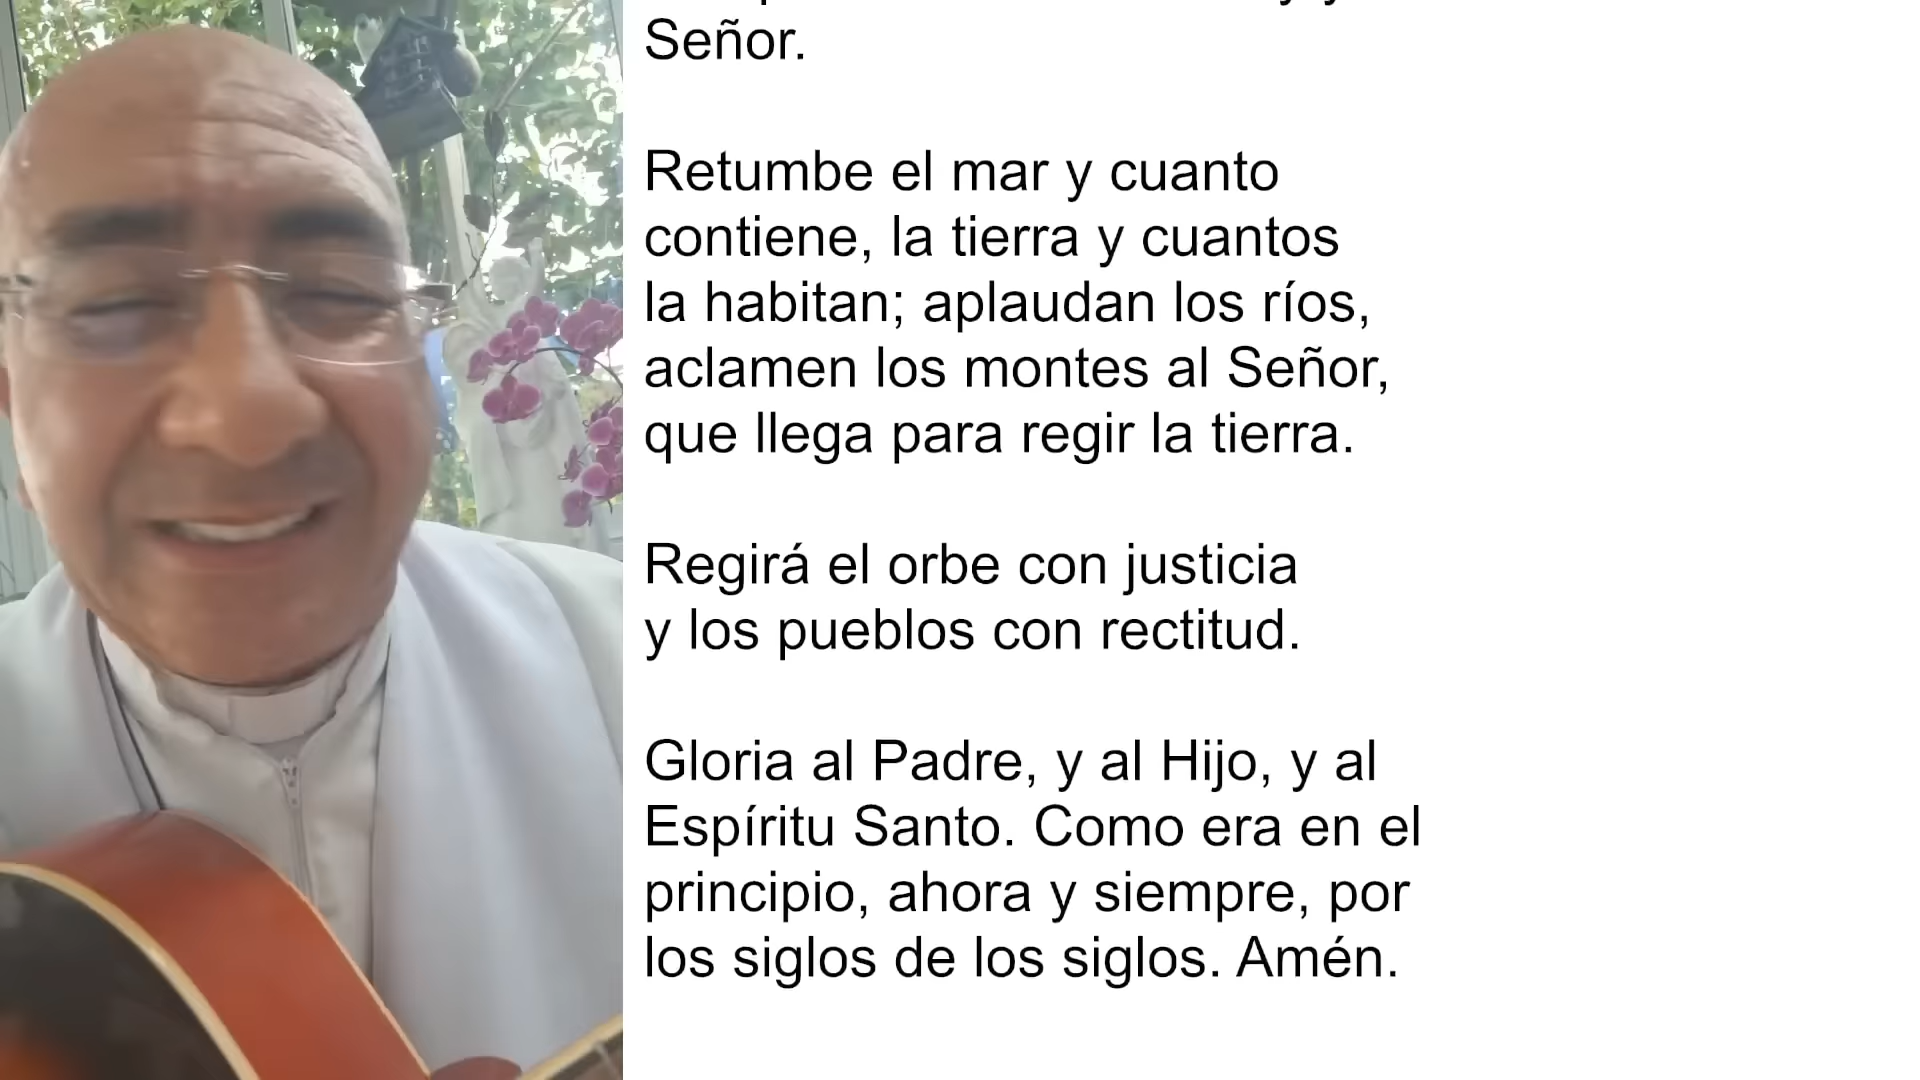 Señor.
Retumbe el mar y cuanto
contiene, la tierra y cuantos
la habitan; aplaudan los ríos,
aclamen los montes al Señor,
que llega para regir la tierra.
Regirá el orbe con justicia
y los pueblos con rectitud.
Gloria al Padre, y al Hijo, y al
Espíritu Santo. Como era en el
principio, ahora y siempre, por
los siglos de los siglos. Amén.